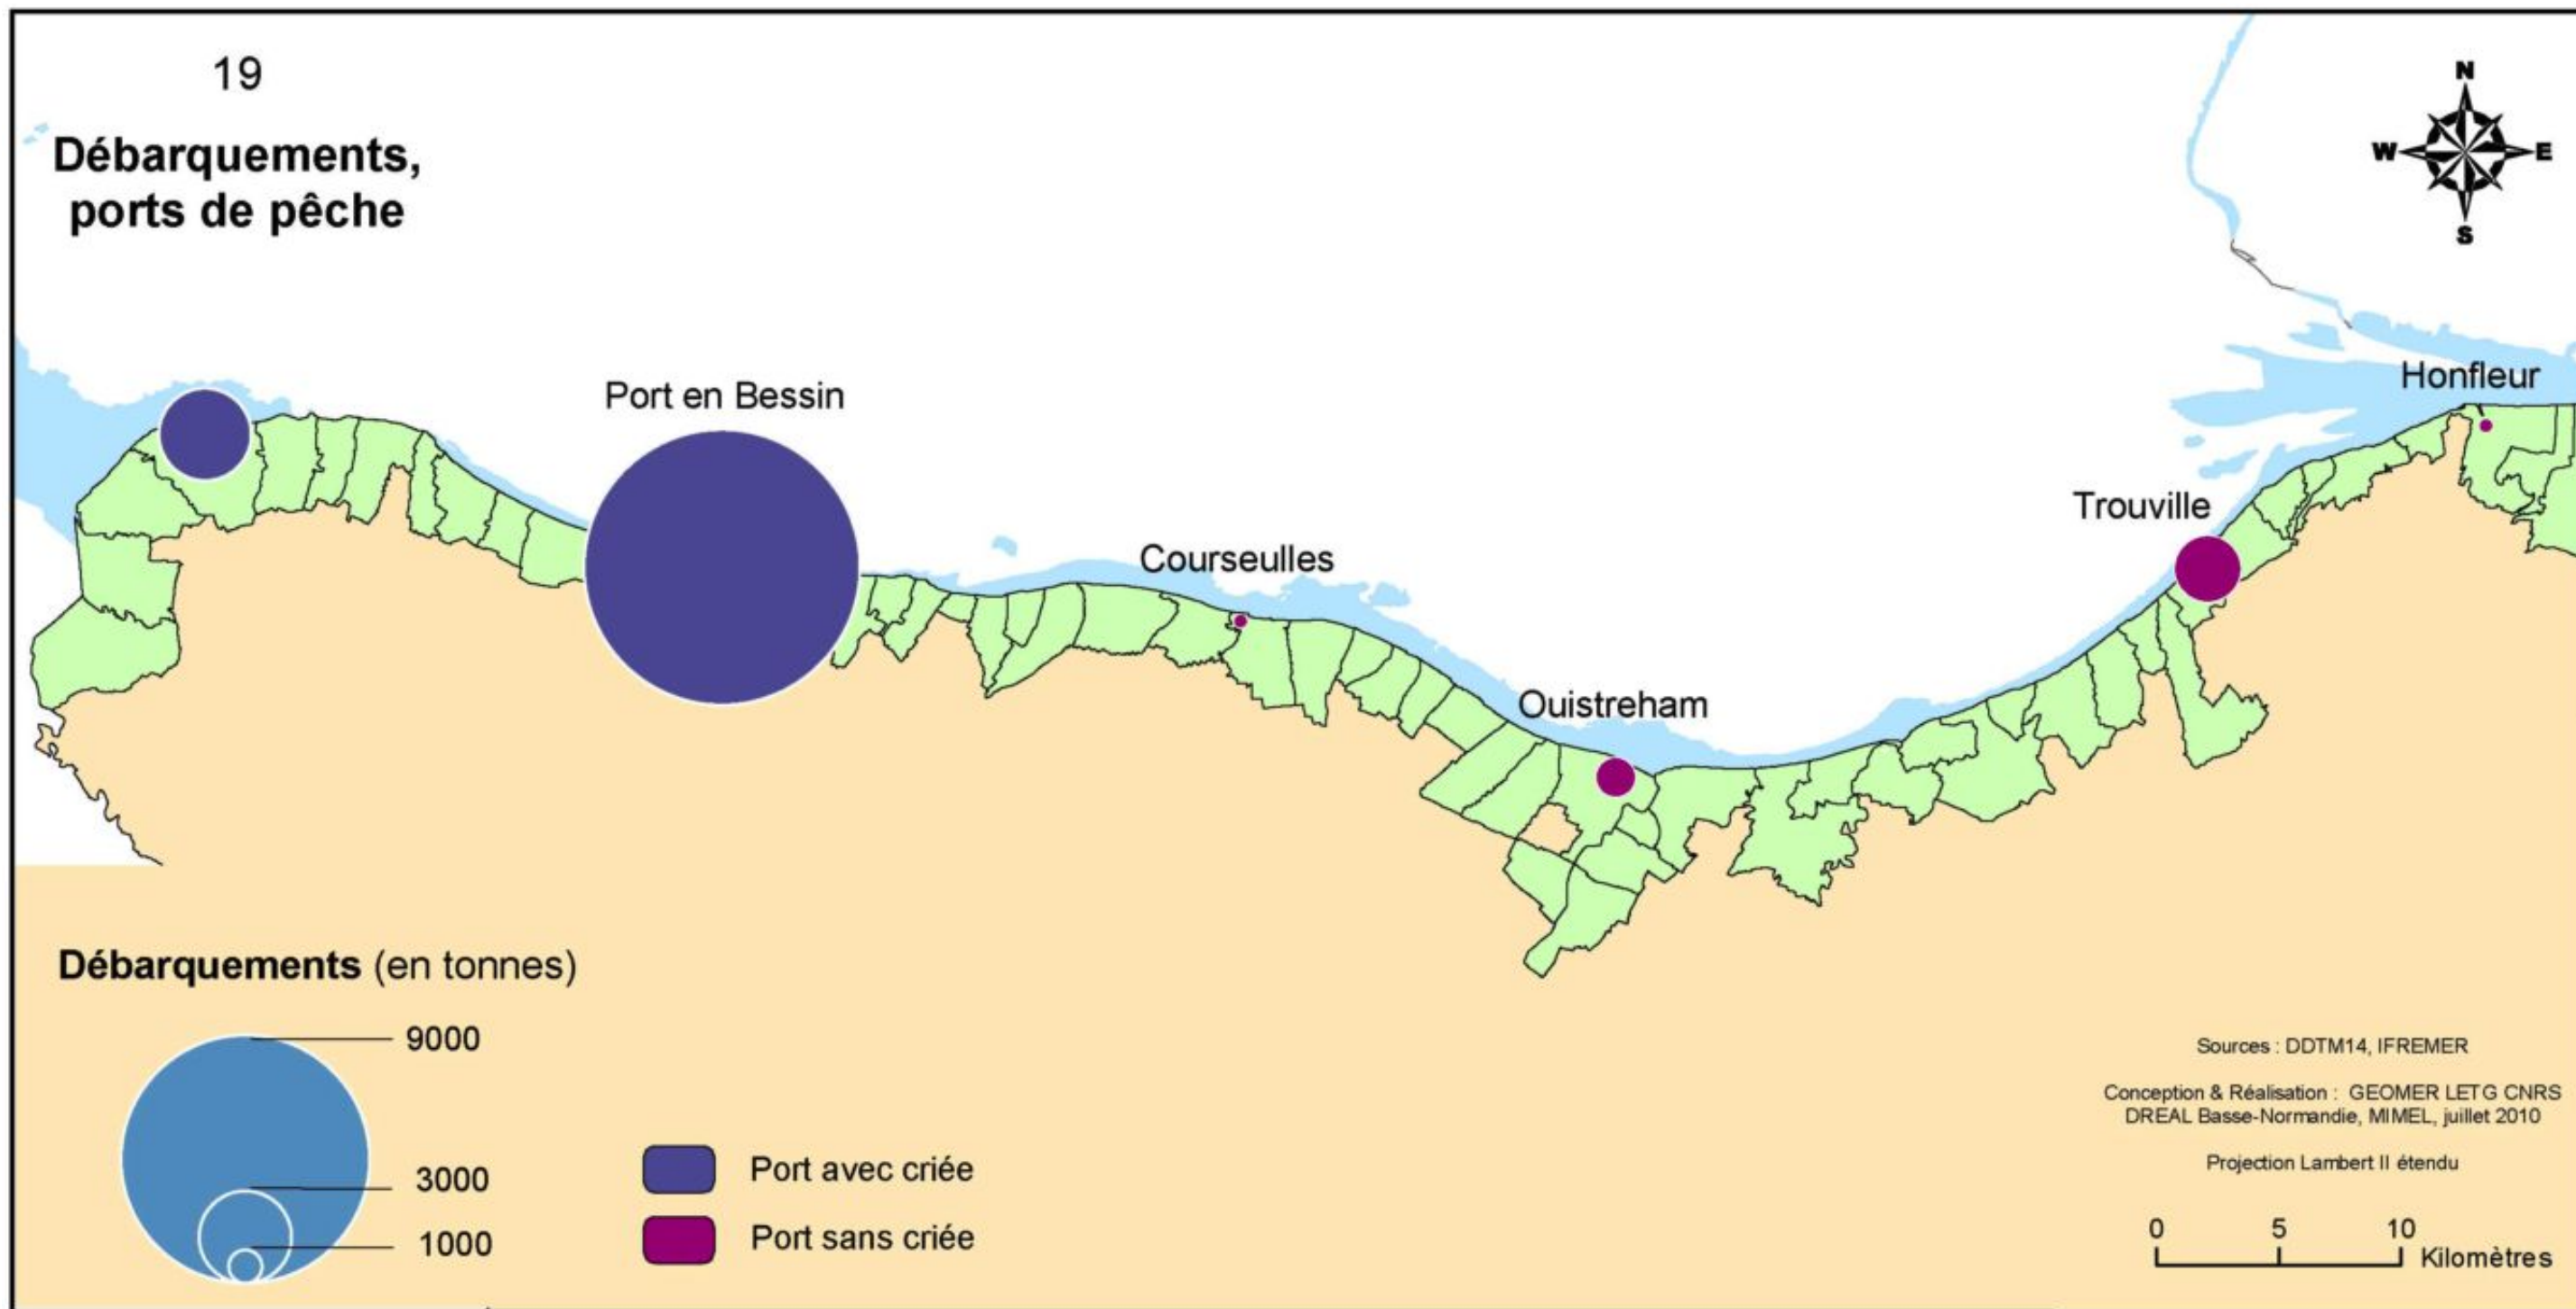 19
Débarquements,
ports de pêche
N
W
E
S
Honfleur
Port en Bessin
Trouville
Courseulles
Ouistreham
Débarquements (en tonnes)
9000
3000
1000
Port avec criée
Port sans criée
Sources : DDTM14, IFREMER
Conception & Réalisation : GEOMER LETG CNRS
DREAL Basse-Normandie, MIMEL, juillet 2010
Projection Lambert II étendu
0 5 10
Kilomètres